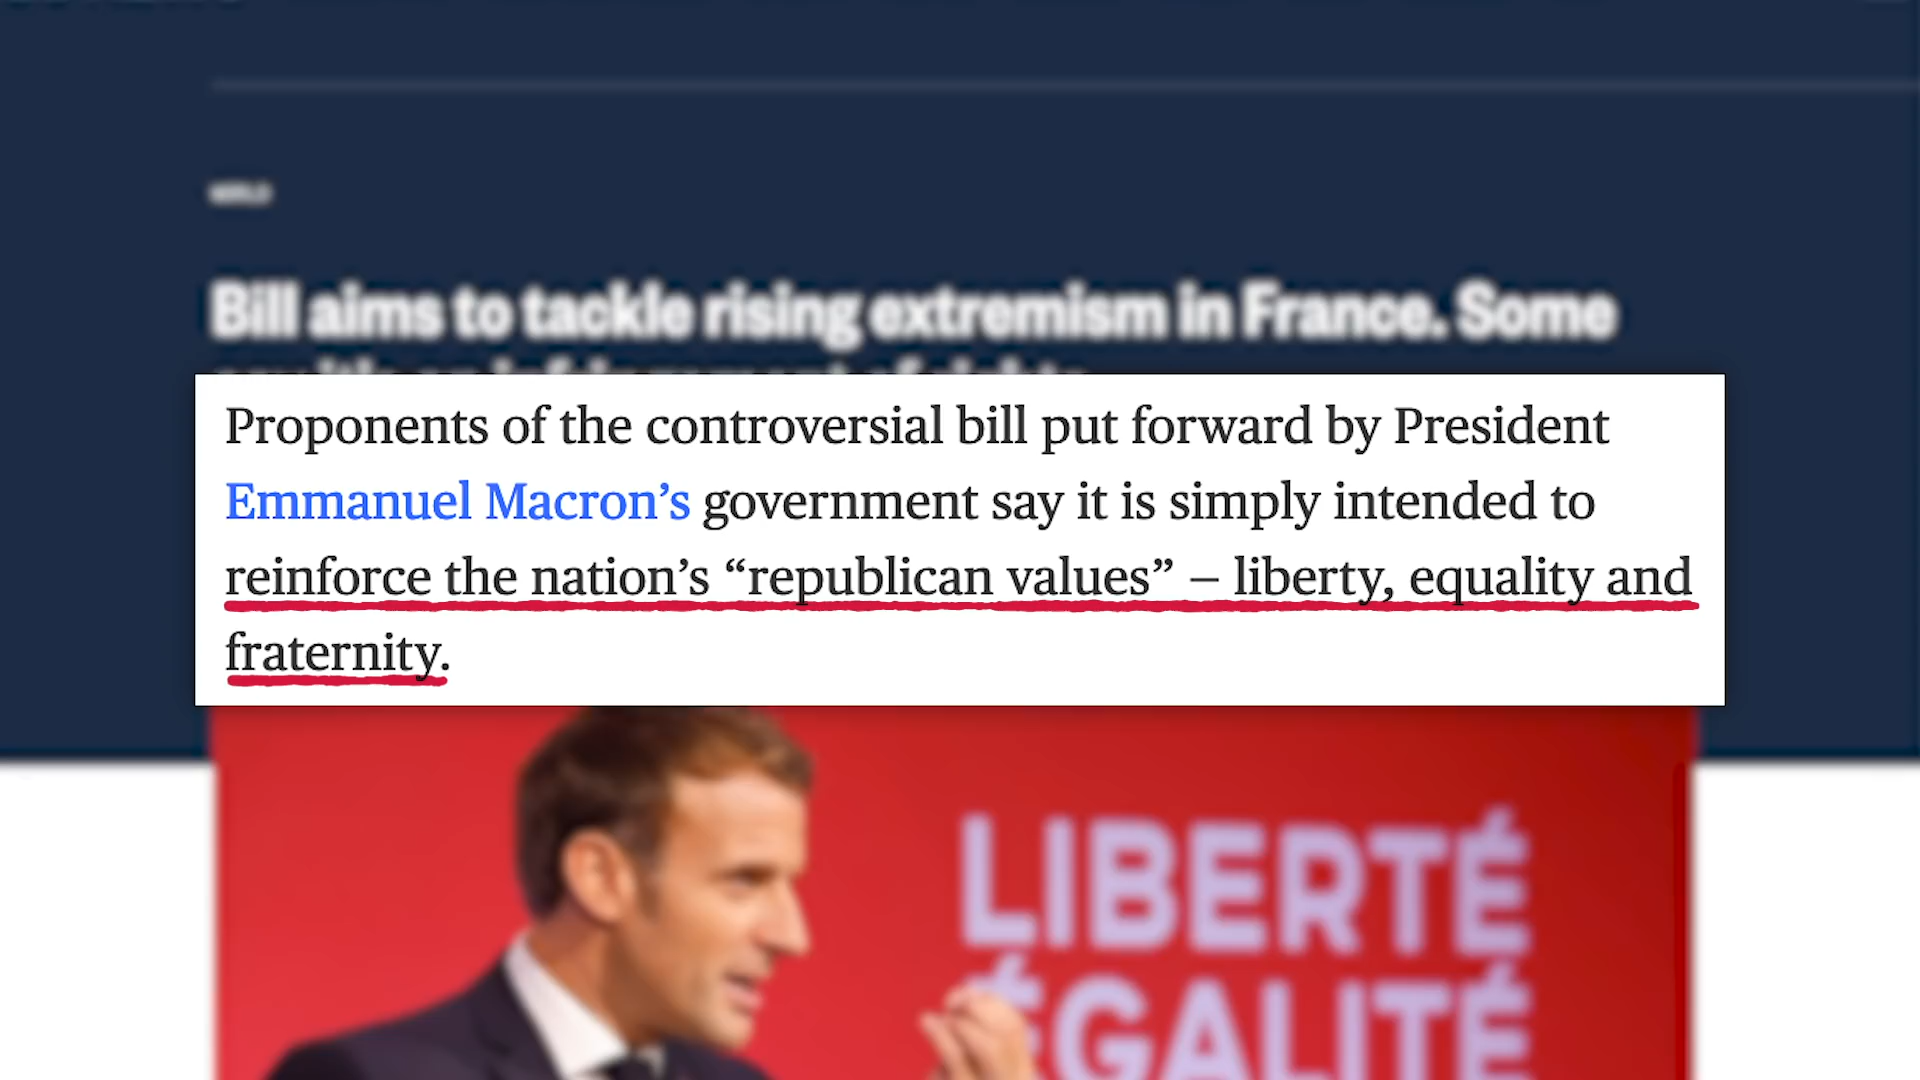 WORLD
Bill aims to tackle rising extremism in France. Some
Proponents of the controversial bill put forward by President
Emmanuel Macron’s government say it is simply intended to
reinforce the nation’s “republican values” – liberty, equality and
fraternity.
LIBERTÉ
ÉGALITÉ